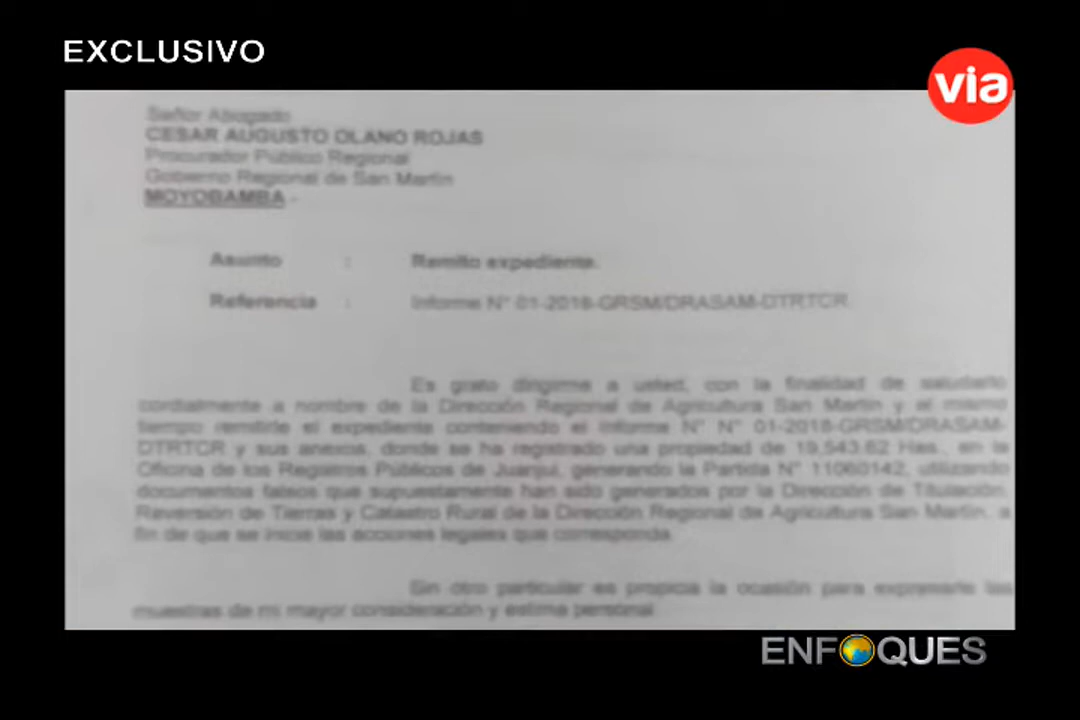 EXCLUSIVO
via
Señor Abogado
CESAR AUGUSTO OLANO ROJAS
Procurador Público Regional
Gobierno Regional de San Martín
MOYOBAMBA.-
Asunto : Remito expediente.
Referencia : Informe N° 01-2018-GRSM/DRASAM-DTRTCR
Es grato dirigirme a usted, con la finalidad de saludarlo
cordialmente a nombre de la Dirección Regional de Agricultura San Martín y al mismo
tiempo remitirle el expediente conteniendo el Informe N° N° 01-2018-GRSM/DRASAM-
DTRTCR y sus anexos, donde se ha registrado una propiedad de 19,543.62 Has., en la
Oficina de los Registros Públicos de Juanjuí, generando la Partida N° 11060142, utilizando
documentos falsos que supuestamente han sido generados por la Dirección de Titulación,
Reversión de Tierras y Catastro Rural de la Dirección Regional de Agricultura San Martín, a
fin de que se inicie las acciones legales que corresponda.
Sin otro particular es propicia la ocasión para expresarle las
muestras de mi mayor consideración y estima personal
ENFOQUES